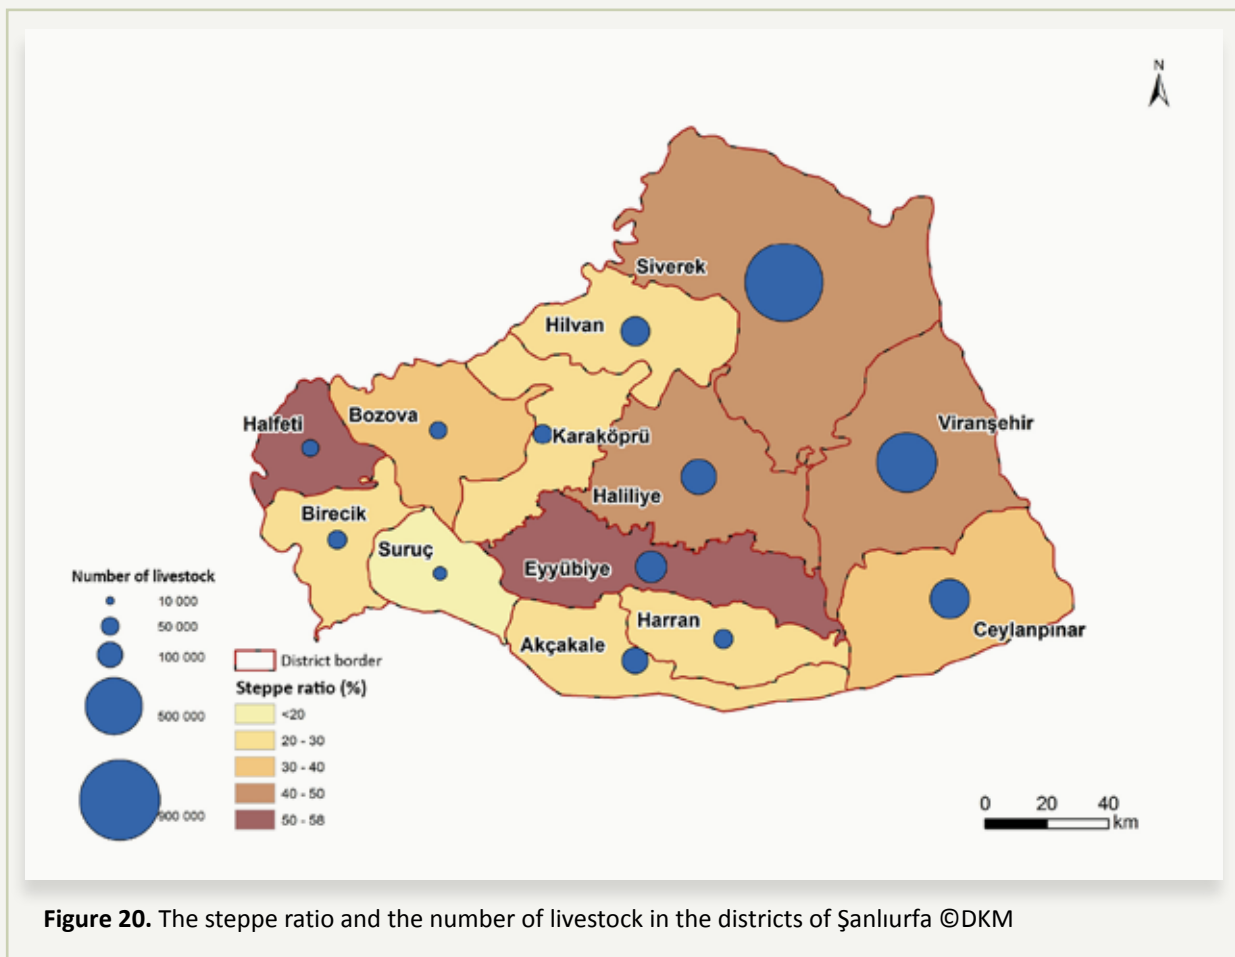 N
Siverek
Hilvan
Viranşehir
Halfeti
Bozova
Karaköprü
Haliliye
Birecik
Suruç
Eyyübiye
Harran
Akçakale
Ceylanpınar
Number of livestock
10 000
50 000
100 000
500 000
900 000
District border
Steppe ratio (%)
<20
20 - 30
30 - 40
40 - 50
50 - 58
0 20 40
km
Figure 20. The steppe ratio and the number of livestock in the districts of Şanlıurfa ©DKM